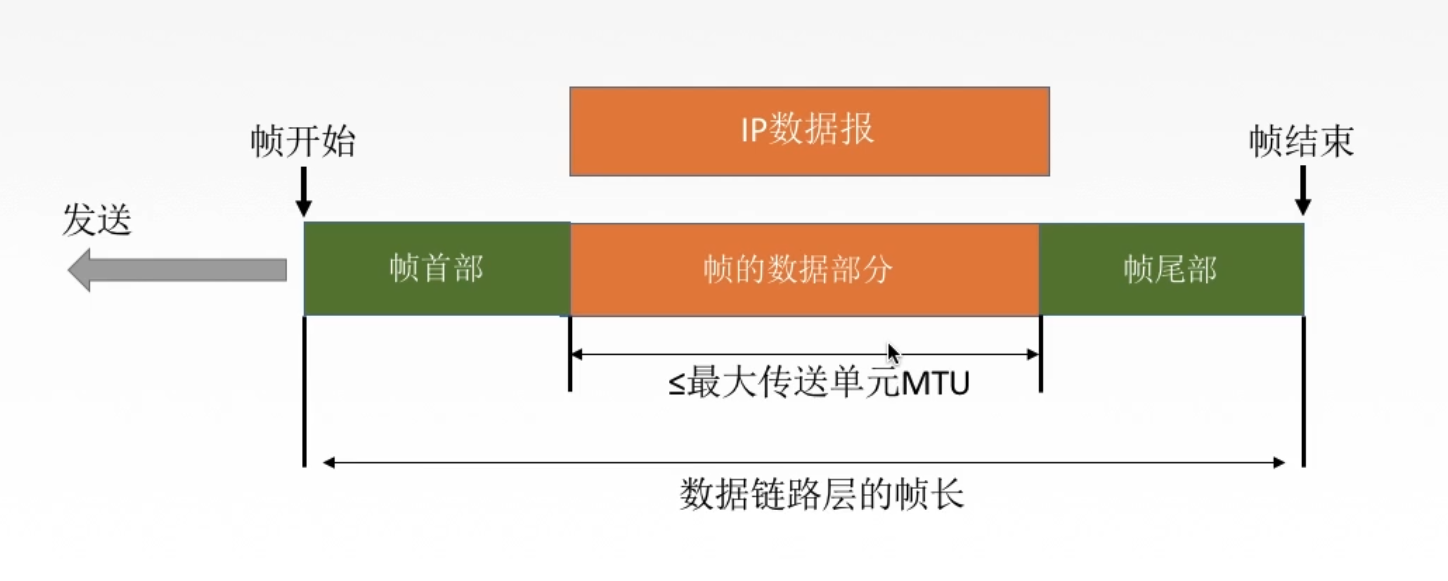 IP数据报
帧开始
帧结束
发送
帧首部
帧的数据部分
帧尾部
≤最大传送单元MTU
数据链路层的帧长